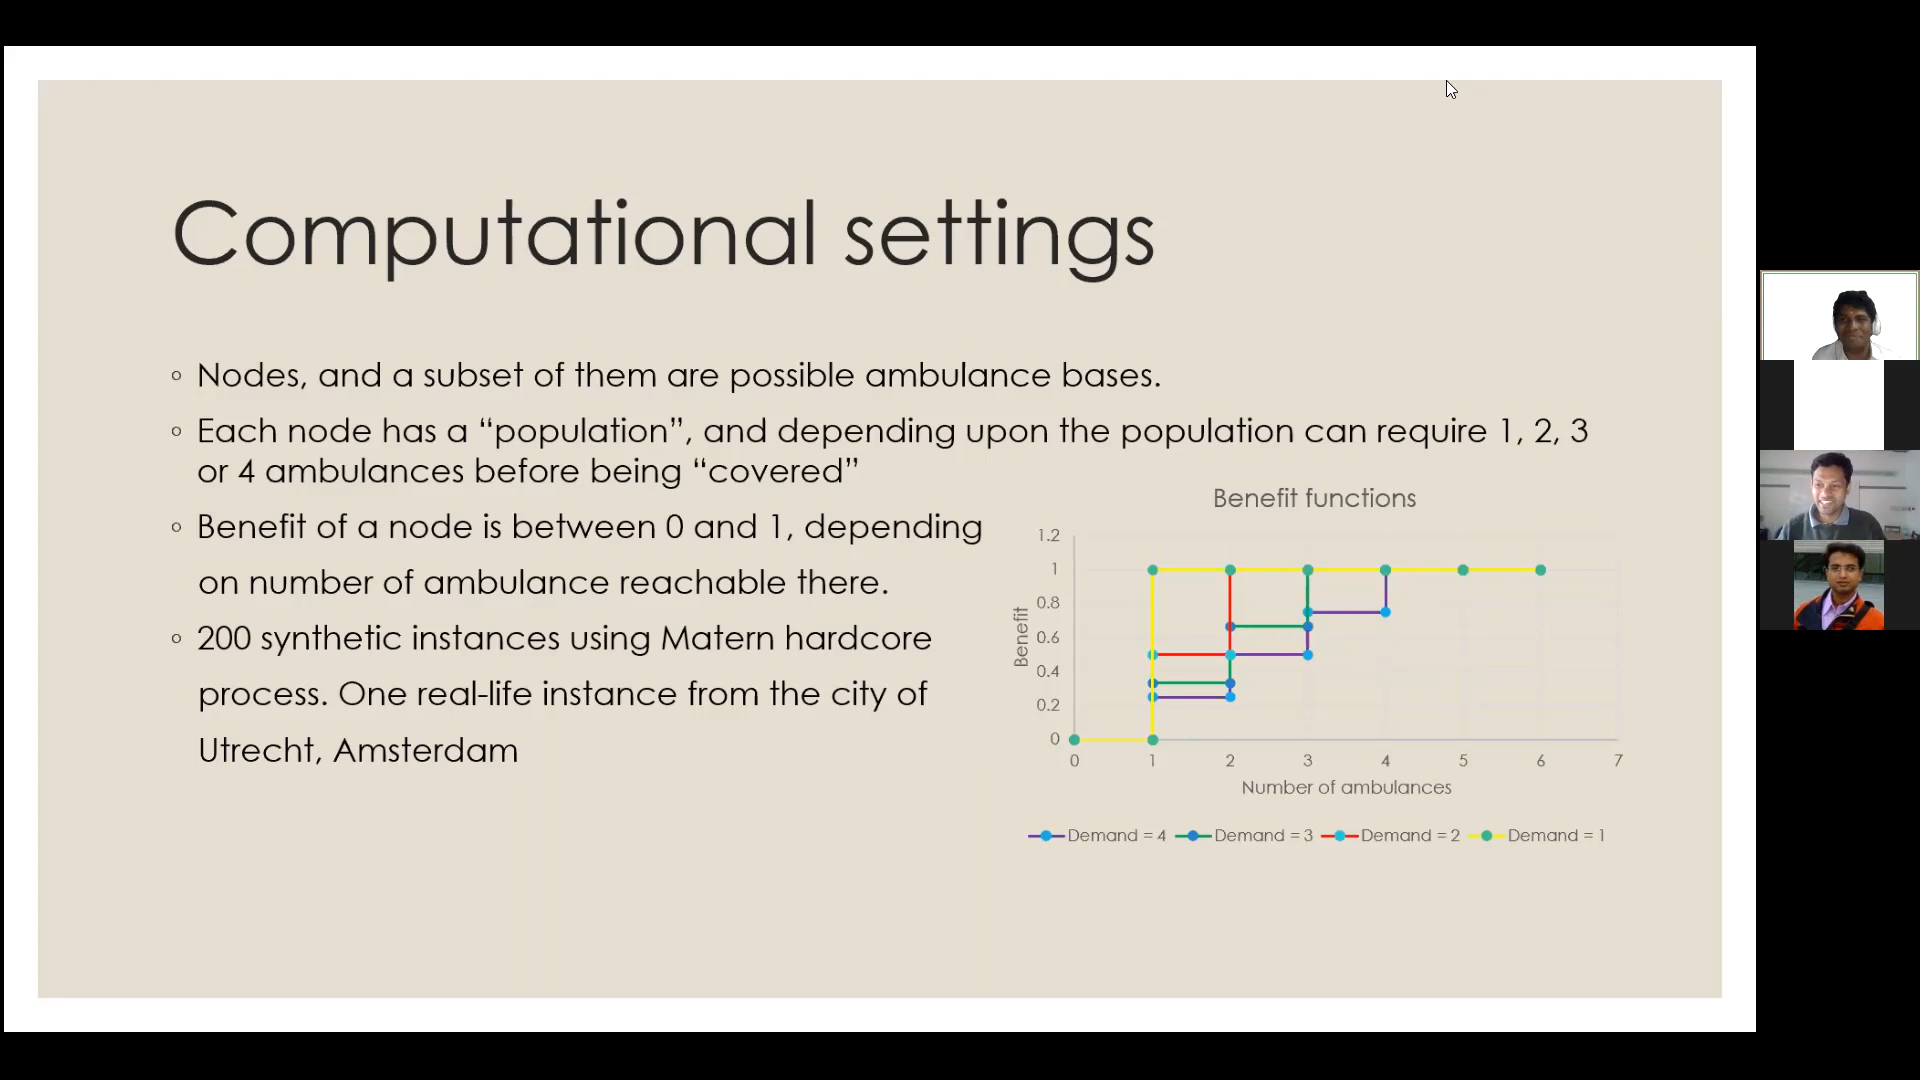 Computational settings
Nodes, and a subset of them are possible ambulance bases.
Each node has a “population”, and depending upon the population can require 1, 2, 3
or 4 ambulances before being “covered”
Benefit of a node is between 0 and 1, depending
on number of ambulance reachable there.
200 synthetic instances using Matern hardcore
process. One real-life instance from the city of
Utrecht, Amsterdam
Benefit functions
1.2
1
0.8
0.6
0.4
0.2
0
Benefit
0 1 2 3 4 5 6 7
Number of ambulances
Demand = 4 Demand = 3 Demand = 2 Demand = 1